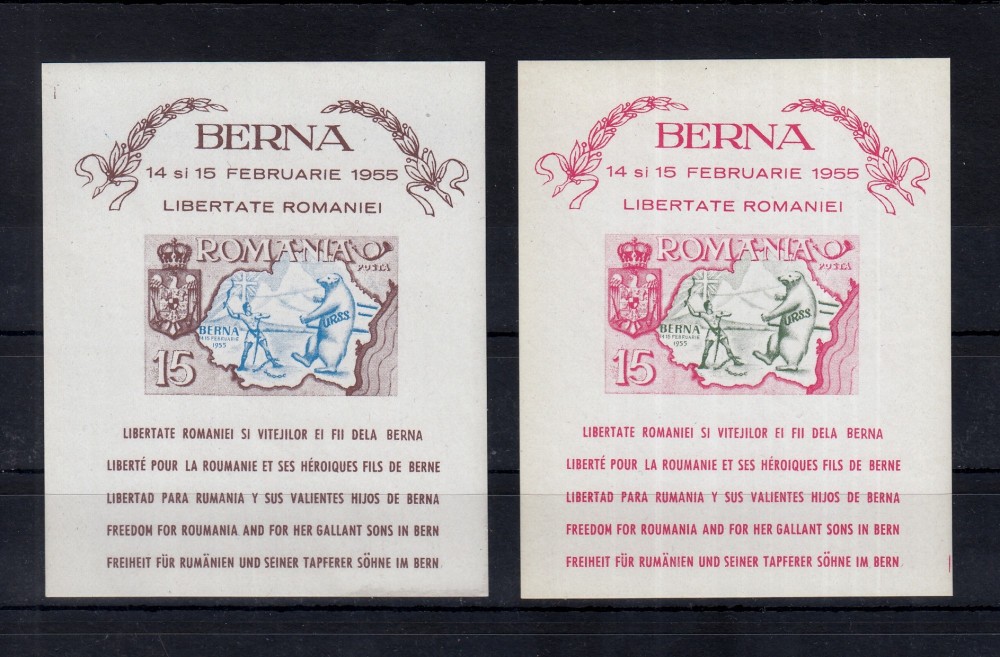 BERNA
14 si 15 FEBRUARIE 1955
LIBERTATE ROMANIEI
ROMANIA
POSTA
URSS
BERNA
14 15 FEBRUARIE
1955
15
LIBERTATE ROMANIEI SI VITEJILOR EI FII DELA BERNA
LIBERTÉ POUR LA ROUMANIE ET SES HÉROIQUES FILS DE BERNE
LIBERTAD PARA RUMANIA Y SUS VALIENTES HIJOS DE BERNA
FREEDOM FOR ROUMANIA AND FOR HER GALLANT SONS IN BERN
FREIHEIT FÜR RUMÄNIEN UND SEINER TAPFERER SÖHNE IM BERN
BERNA
14 si 15 FEBRUARIE 1955
LIBERTATE ROMANIEI
ROMANIA
POSTA
URSS
BERNA
14 15 FEBRUARIE
1955
15
LIBERTATE ROMANIEI SI VITEJILOR EI FII DELA BERNA
LIBERTÉ POUR LA ROUMANIE ET SES HÉROIQUES FILS DE BERNE
LIBERTAD PARA RUMANIA Y SUS VALIENTES HIJOS DE BERNA
FREEDOM FOR ROUMANIA AND FOR HER GALLANT SONS IN BERN
FREIHEIT FÜR RUMÄNIEN UND SEINER TAPFERER SÖHNE IM BERN